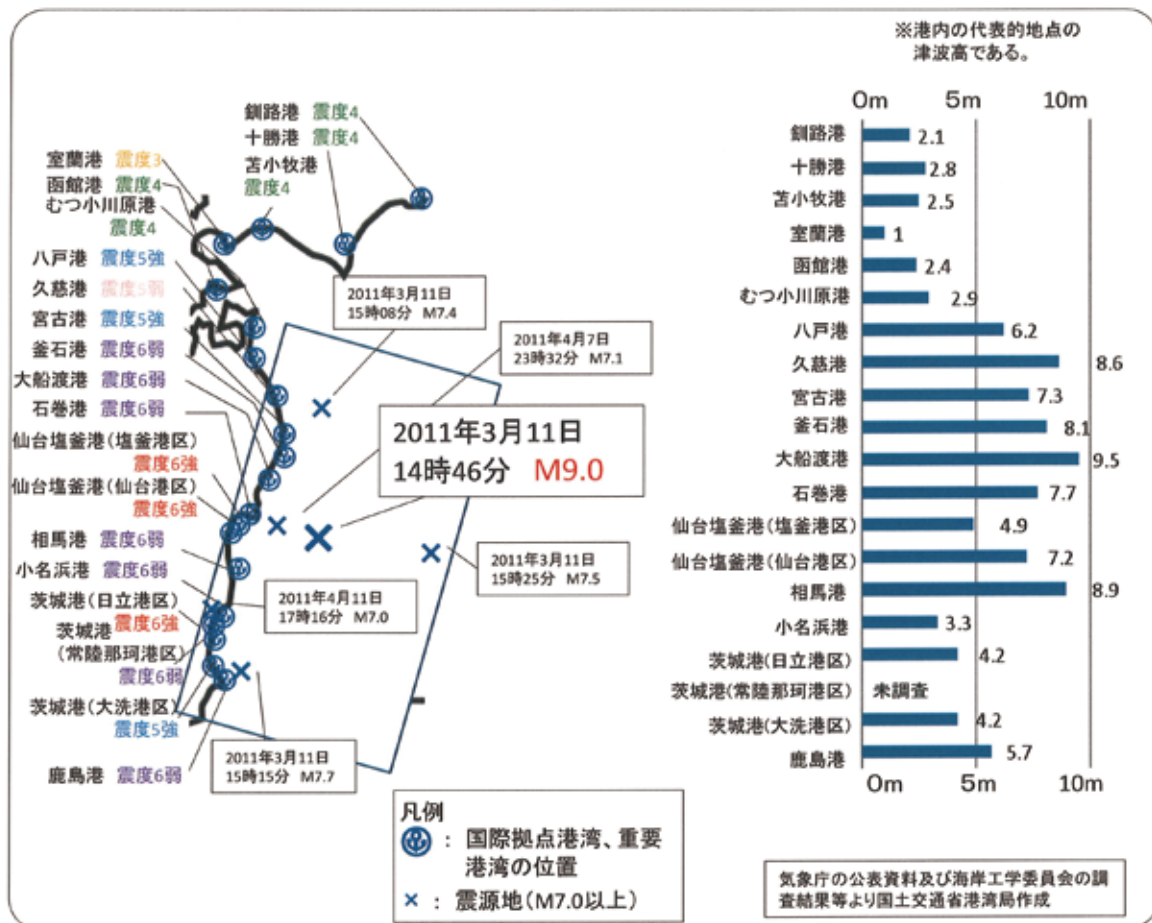 ※港内の代表的地点の
津波高である。
釧路港 震度4
十勝港 震度4
苫小牧港
震度4
室蘭港 震度3
函館港 震度4
むつ小川原港
震度4
八戸港 震度5強
久慈港 震度5弱
宮古港 震度5強
釜石港 震度6弱
大船渡港 震度6弱
石巻港 震度6弱
仙台塩釜港(塩釜港区)
震度6強
仙台塩釜港(仙台港区)
震度6強
相馬港 震度6弱
小名浜港 震度6弱
茨城港(日立港区)
震度6強
茨城港
(常陸那珂港区)
震度6弱
茨城港(大洗港区)
震度5強
鹿島港 震度6弱
2011年3月11日
15時08分 M7.4
2011年4月7日
23時32分 M7.1
2011年3月11日
14時46分 M9.0
2011年3月11日
15時25分 M7.5
2011年4月11日
17時16分 M7.0
2011年3月11日
15時15分 M7.7
凡例
: 国際拠点港湾、重要
港湾の位置
× : 震源地(M7.0以上)
0m 5m 10m
釧路港 2.1
十勝港 2.8
苫小牧港 2.5
室蘭港 1
函館港 2.4
むつ小川原港 2.9
八戸港 6.2
久慈港 8.6
宮古港 7.3
釜石港 8.1
大船渡港 9.5
石巻港 7.7
仙台塩釜港(塩釜港区) 4.9
仙台塩釜港(仙台港区) 7.2
相馬港 8.9
小名浜港 3.3
茨城港(日立港区) 4.2
茨城港(常陸那珂港区) 未調査
茨城港(大洗港区) 4.2
鹿島港 5.7
0m 5m 10m
気象庁の公表資料及び海岸工学委員会の調
査結果等より国土交通省港湾局作成